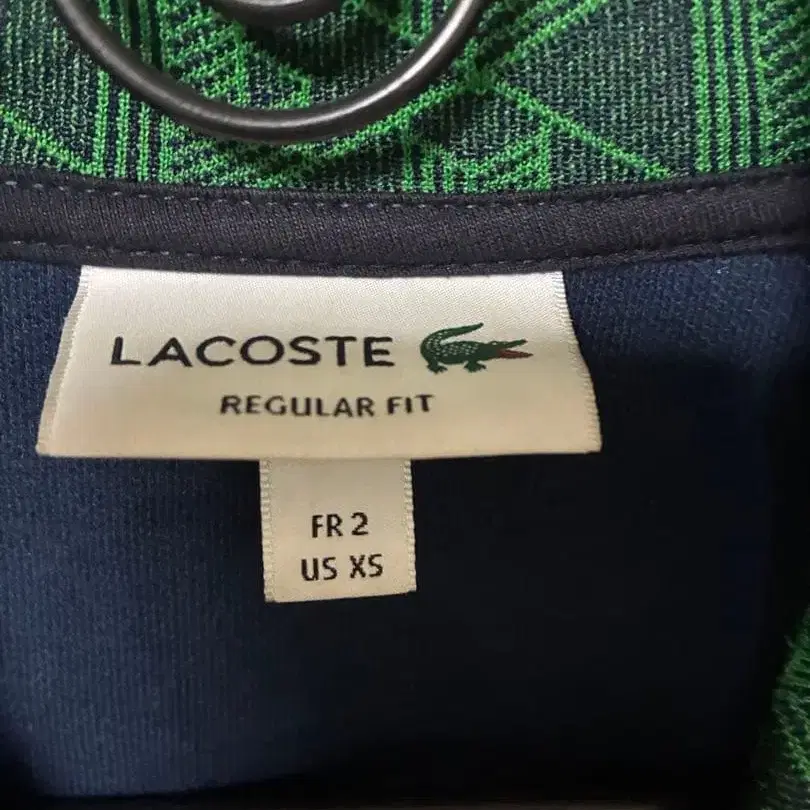 LACOSTE
REGULAR FIT
FR 2
US XS